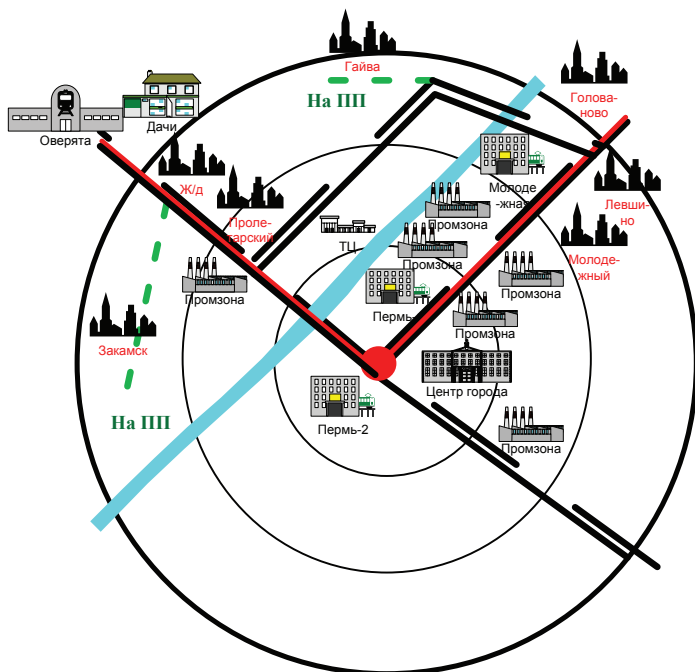 Гайва
На ПП
Голова-
ново
Дачи
Оверята
Ж/д
Проле-
тарский
Молоде
-жная
Левши-
но
Промзона
Молоде-
жный
ТЦ
Промзона
Промзона
Промзона
Пермь-
Промзона
Закамск
Центр города
На ПП
Пермь-2
Промзона